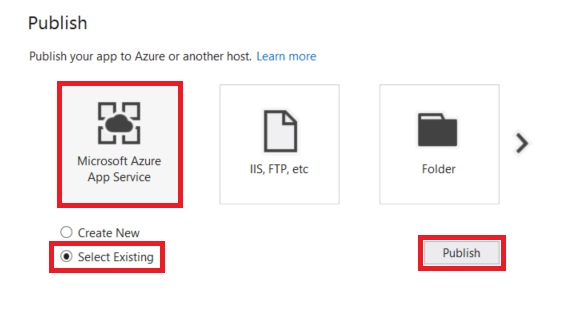 Publish
Publish your app to Azure or another host. Learn more
Microsoft Azure
App Service
IIS, FTP, etc
Folder
Create New
Select Existing
Publish